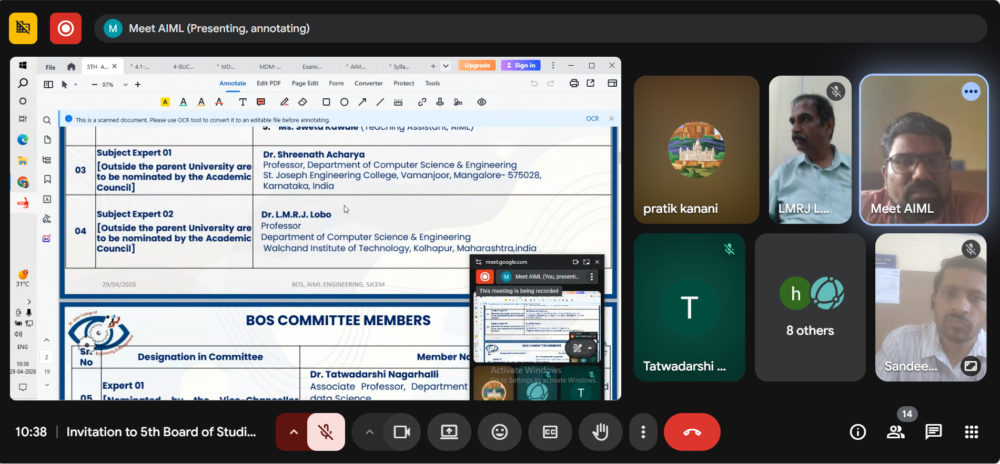 M Meet AIML (Presenting, annotating)
File
5TH A...
* 4.1-...
4-BUC...
* MD...
MDM-...
Exami...
* AIM...
* Sylla...
Upgrade
Sign in
97%
Annotate
Edit PDF
Page Edit
Form
Converter
Protect
Tools
This is a scanned document. Please use OCR tool to convert it to an editable file before annotating.
OCR
5. Ms. Sweta Kawale (Teaching Assistant, AIML)
03
Subject Expert 01
[Outside the parent University are
to be nominated by the Academic
Council]
Dr. Shreenath Acharya
Professor, Department of Computer Science & Engineering
St. Joseph Engineering College, Vamanjoor, Mangalore- 575028,
Karnataka, India
04
Subject Expert 02
[Outside the parent University are
to be nominated by the Academic
Council]
Dr. L.M.R.J. Lobo
Professor
Department of Computer Science & Engineering
Walchand Institute of Technology, Kolhapur, Maharashtra,india
29/04/2026
BOS, AIML ENGINEERING, SJCEM
St. John College of
Engineering & Management
BOS COMMITTEE MEMBERS
Sr.
No
Designation in Committee
Member Na
05
Expert 01
[Nominated by the Vice-Chancellor
Dr. Tatwadarshi Nagarhalli
Associate Professor, Department
data Science
d
meet.google.com
M Meet AIML (You, presenti...
This meeting is being recorded
BOS COMMITTEE MEMBERS
Activate Windows
Go to Settings to activate Windows.
T
2
31°C
ENG
10:38
29-04-2026
2
19
pratik kanani
LMRJ L...
Meet AIML
T
Tatwadarshi ...
h
8 others
Sandee...
10:38
Invitation to 5th Board of Studi...
CC
14